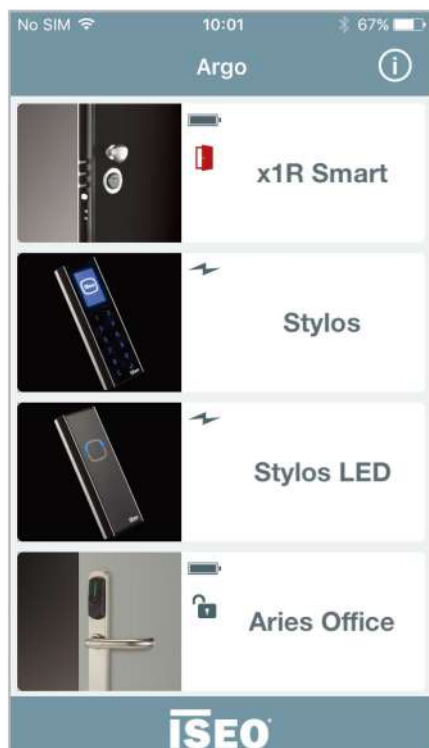 No SIM 10:01 67%
Argo
x1R Smart
Stylos
Stylos LED
Aries Office
ISEO